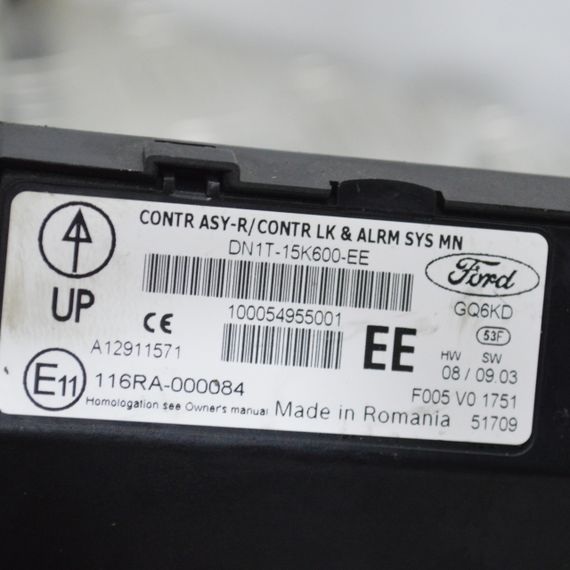 CONTR ASY-R/CONTR LK & ALRM SYS MN
DN1T-15K600-EE
Ford
UP
100054955001
GQ6KD
CE
EE
53F
A12911571
HW SW
08 / 09.03
E11
116RA-000084
F005 V0 1751
Homologation see Owner's manual
Made in Romania
51709